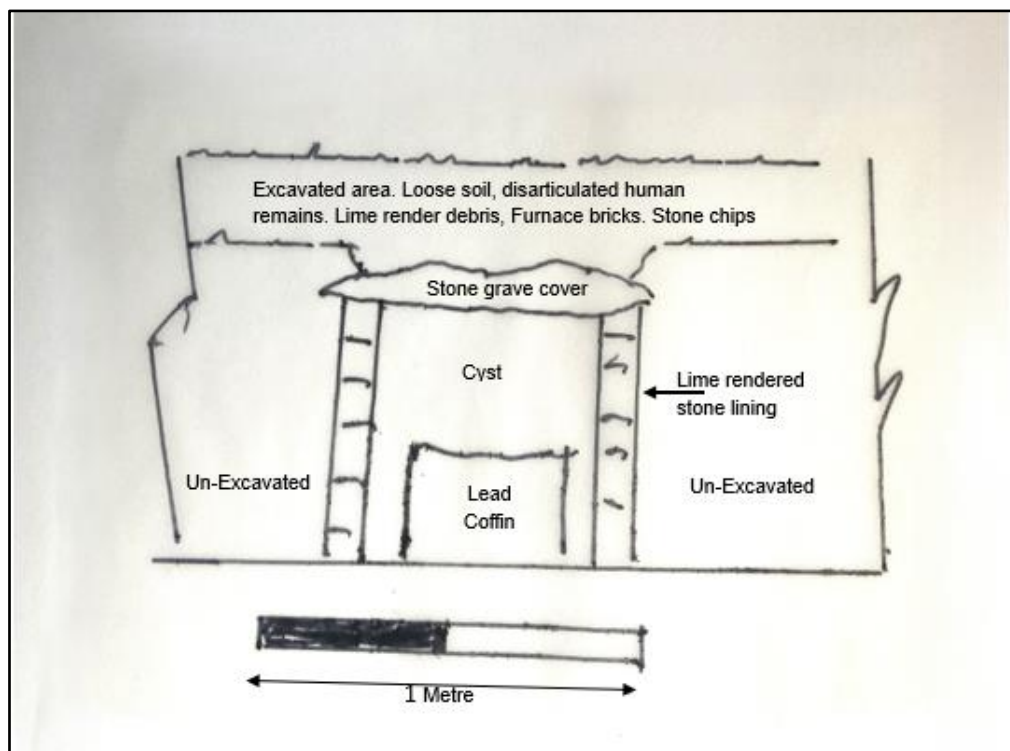 Excavated area. Loose soil, disarticulated human
remains. Lime render debris, Furnace bricks. Stone chips
Stone grave cover
Cyst
Lime rendered
stone lining
Un-Excavated
Lead
Coffin
Un-Excavated
1 Metre